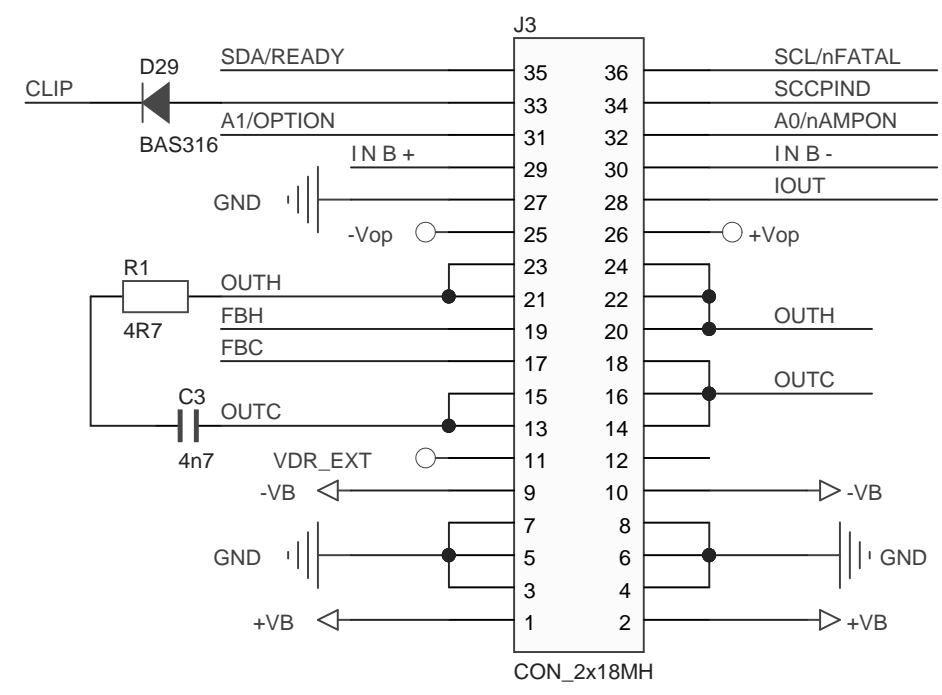 J3
SDA/READY
35
36
SCL/nFATAL
D29
CLIP
33
34
SCCPIND
BAS316
A1/OPTION
31
32
A0/nAMPON
INB+
29
30
INB-
GND
27
28
IOUT
-Vop
25
26
+Vop
23
24
R1
OUTH
21
22
4R7
FBH
19
20
OUTH
FBC
17
18
15
16
OUTC
C3
OUTC
13
14
4n7
VDR_EXT
11
12
-VB
9
10
-VB
7
8
GND
5
6
GND
3
4
+VB
1
2
+VB
CON_2x18MH